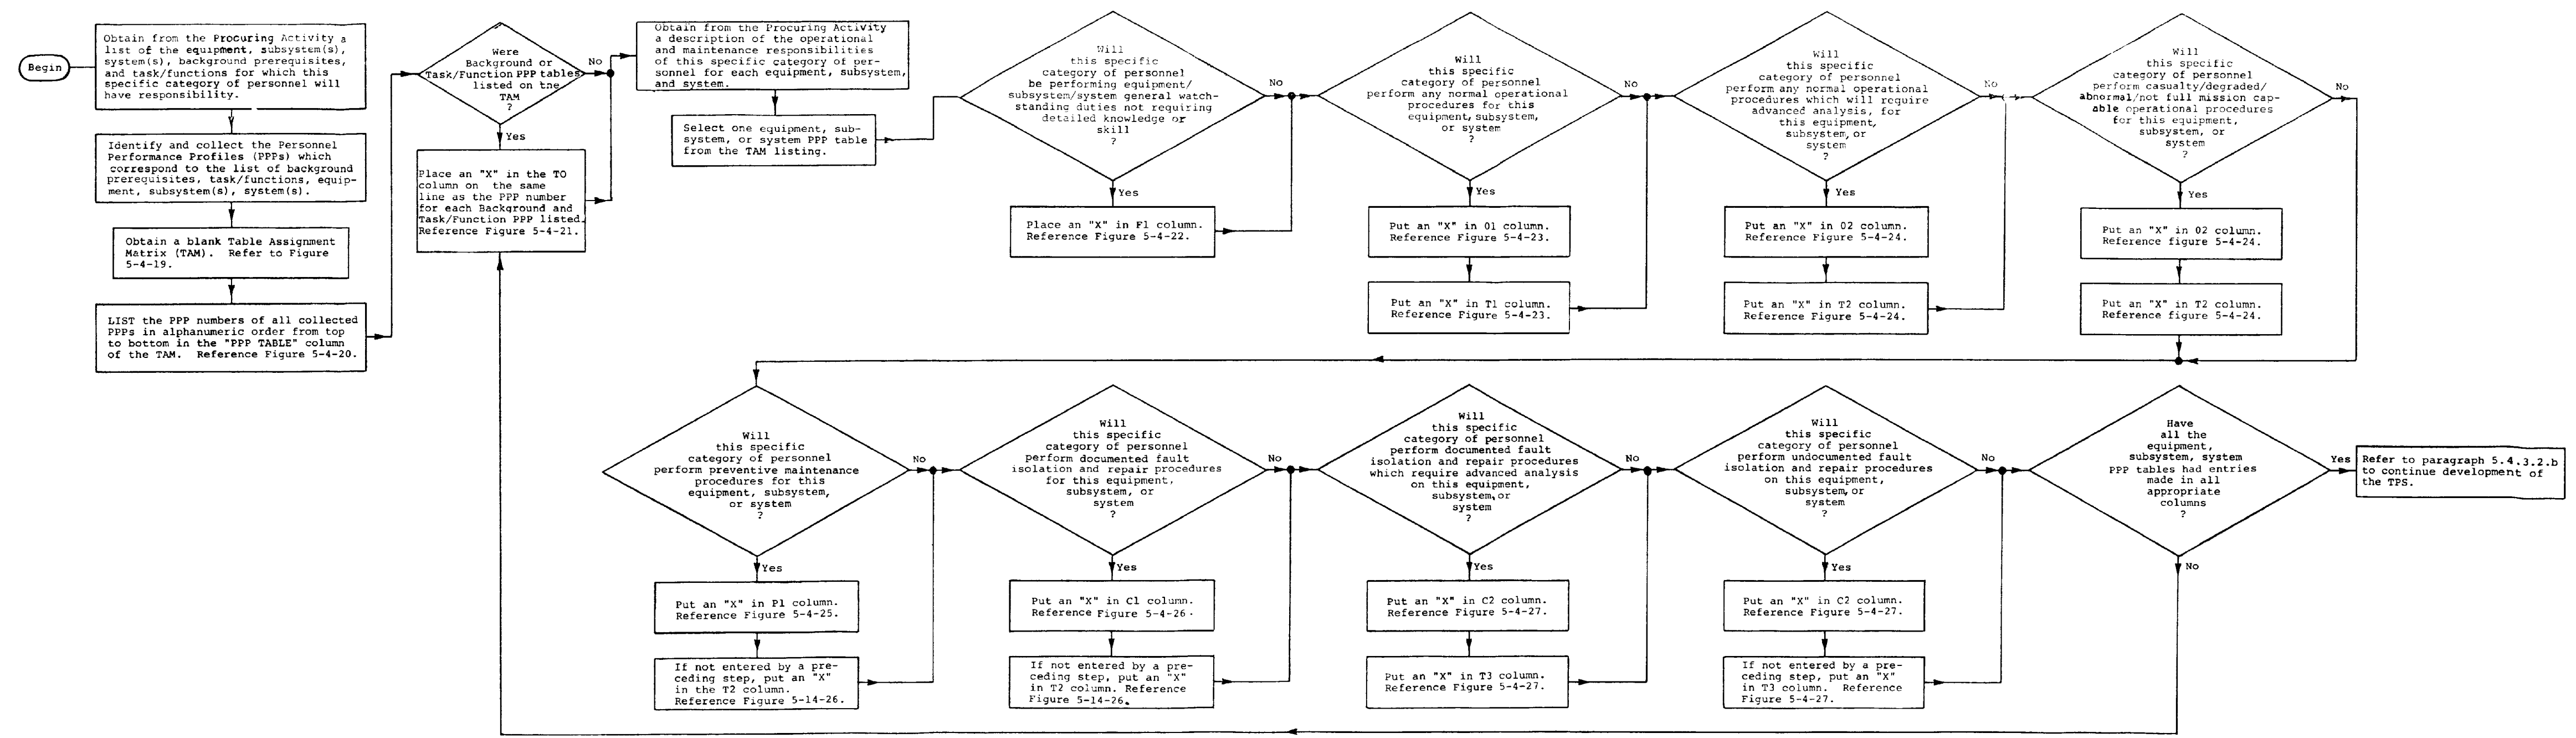 Begin
Obtain from the Procuring Activity a
list of the equipment, subsystem(s),
system(s), background prerequisites,
and task/functions for which this
specific category of personnel will
have responsibility.
Identify and collect the Personnel
Performance Profiles (PPPs) which
correspond to the list of background
prerequisites, task/functions, equip-
ment, subsystem(s), system(s).
Obtain a blank Table Assignment
Matrix (TAM). Refer to Figure
5-4-19.
LIST the PPP numbers of all collected
PPPs in alphanumeric order from top
to bottom in the "PPP TABLE" column
of the TAM. Reference Figure 5-4-20.
Were
Background or
Task/Function PPP tables
listed on the
TAM
?
No
Yes
Place an "X" in the TO
column on the same
line as the PPP number
for each Background and
Task/Function PPP listed.
Reference Figure 5-4-21.
Obtain from the Procuring Activity
a description of the operational
and maintenance responsibilities
of this specific category of per-
sonnel for each equipment, subsystem,
and system.
Select one equipment, sub-
system, or system PPP table
from the TAM listing.
Will
this specific
category of personnel
be performing equipment/
subsystem/system general watch-
standing duties not requiring
detailed knowledge or
skill
?
No
Yes
Place an "X" in F1 column.
Reference Figure 5-4-22.
Will
this specific
category of personnel
perform any normal operational
procedures for this
equipment, subsystem,
or system
?
No
Yes
Put an "X" in 01 column.
Reference Figure 5-4-23.
Put an "X" in T1 column.
Reference Figure 5-4-23.
Will
this specific
category of personnel
perform any normal operational
procedures which will require
advanced analysis, for
this equipment,
subsystem, or
system
?
No
Yes
Put an "X" in 02 column.
Reference Figure 5-4-24.
Put an "X" in T2 column.
Reference Figure 5-4-24.
Will
this specific
category of personnel
perform casualty/degraded/
abnormal/not full mission cap-
able operational procedures
for this equipment,
subsystem, or
system
?
No
Yes
Put an "X" in 02 column.
Reference figure 5-4-24.
Put an "X" in T2 column.
Reference Figure 5-4-24.
Will
this specific
category of personnel
perform preventive maintenance
procedures for this
equipment, subsystem,
or system
?
No
Yes
Put an "X" in P1 column.
Reference Figure 5-4-25.
If not entered by a pre-
ceding step, put an "X"
in the T2 column.
Reference Figure 5-14-26.
Will
this specific
category of personnel
perform documented fault
isolation and repair procedures
for this equipment,
subsystem, or
system
?
No
Yes
Put an "X" in C1 column.
Reference Figure 5-4-26.
If not entered by a pre-
ceding step, put an "X"
in T2 column. Reference
Figure 5-14-26.
Will
this specific
category of personnel
perform documented fault
isolation and repair procedures
which require advanced analysis
on this equipment,
subsystem, or
system
?
No
Yes
Put an "X" in C2 column.
Reference Figure 5-4-27.
Put an "X" in T3 column.
Reference Figure 5-4-27.
Will
this specific
category of personnel
perform undocumented fault
isolation and repair procedures
on this equipment,
subsystem, or
system
?
No
Yes
Put an "X" in C2 column.
Reference Figure 5-4-27.
If not entered by a pre-
ceding step, put an "X"
in T3 column. Reference
Figure 5-4-27.
Have
all the
equipment,
subsystem, system
PPP tables had entries
made in all
appropriate
columns
?
Yes
No
Refer to paragraph 5.4.3.2.b
to continue development of
the TPS.